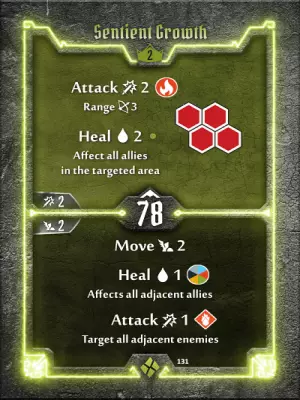 Sentient Growth
2
Attack 2
Range 3
Heal 2
Affect all allies
in the targeted area
2
78
2
Move 2
Heal 1
Affects all adjacent allies
Attack 1
Target all adjacent enemies
131